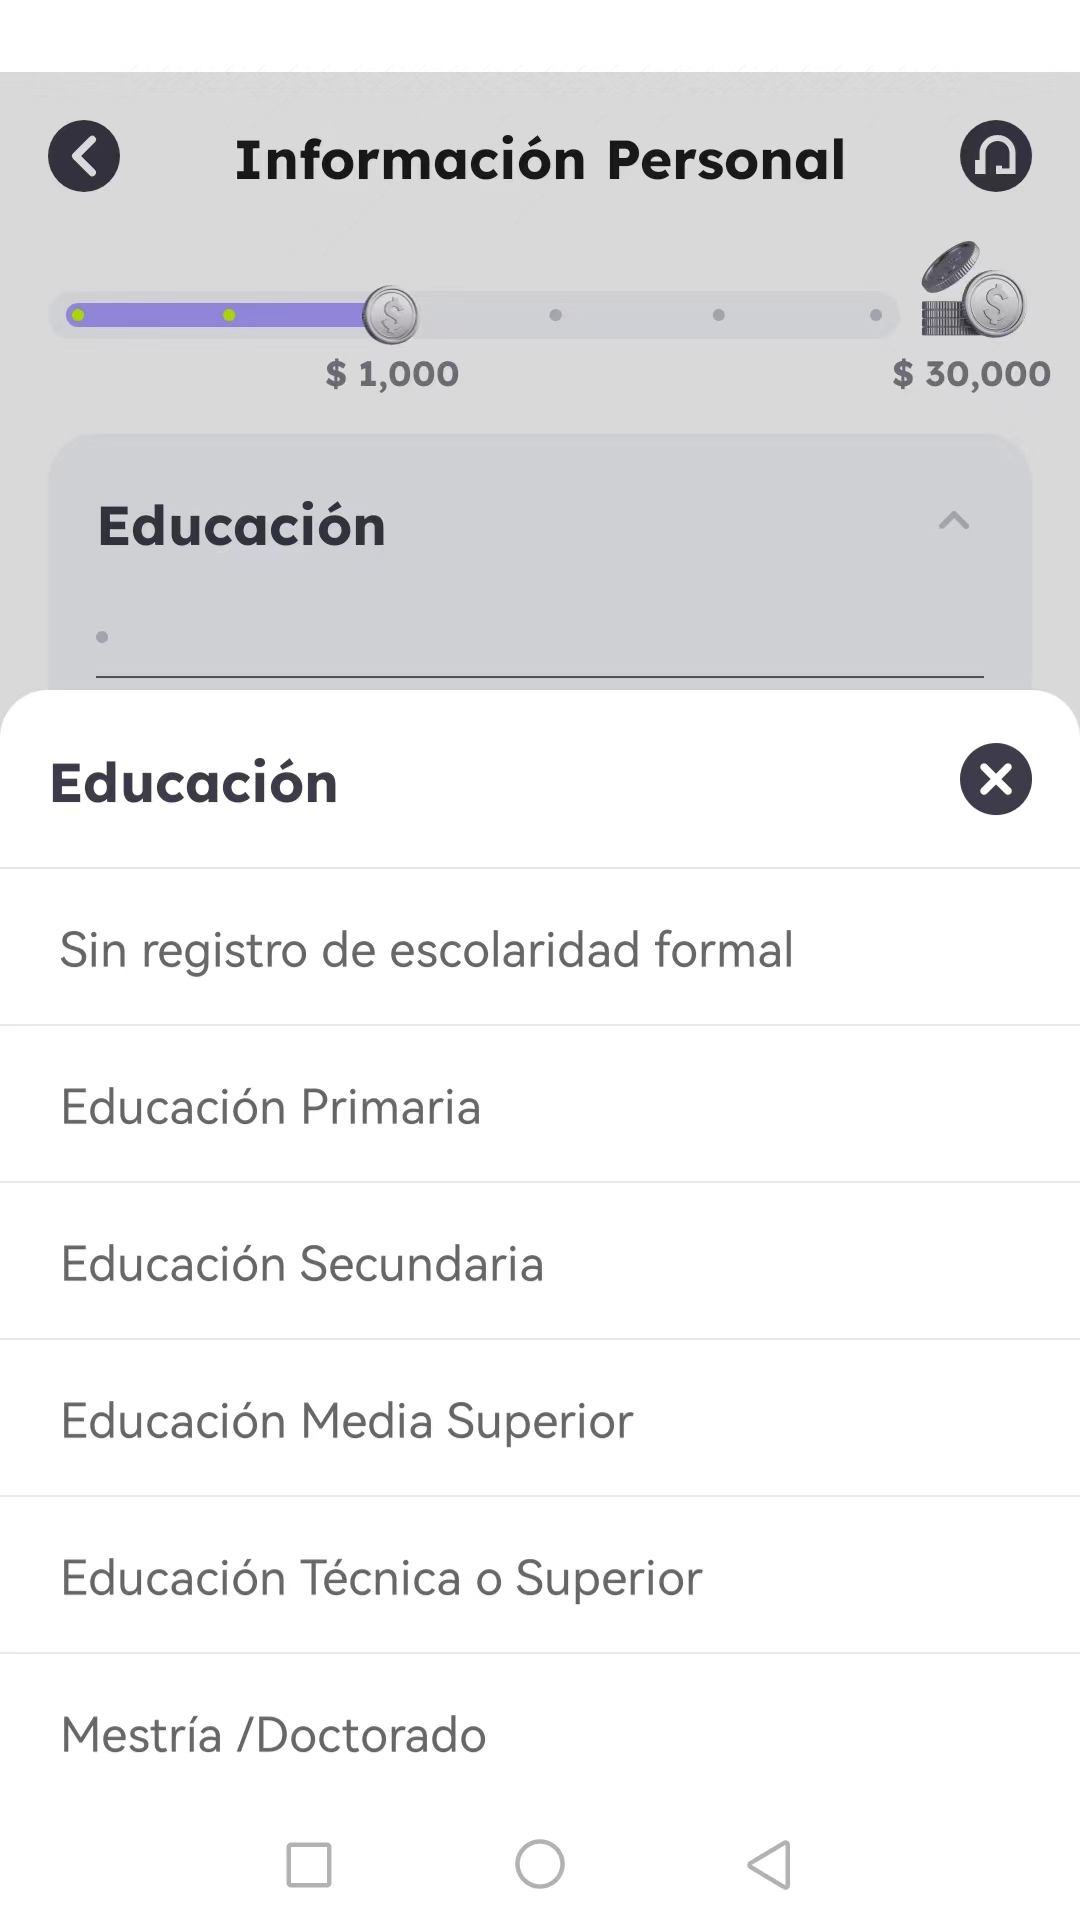 Información Personal
$ 1,000
$ 30,000
Educación
Educación
Sin registro de escolaridad formal
Educación Primaria
Educación Secundaria
Educación Media Superior
Educación Técnica o Superior
Mestría /Doctorado